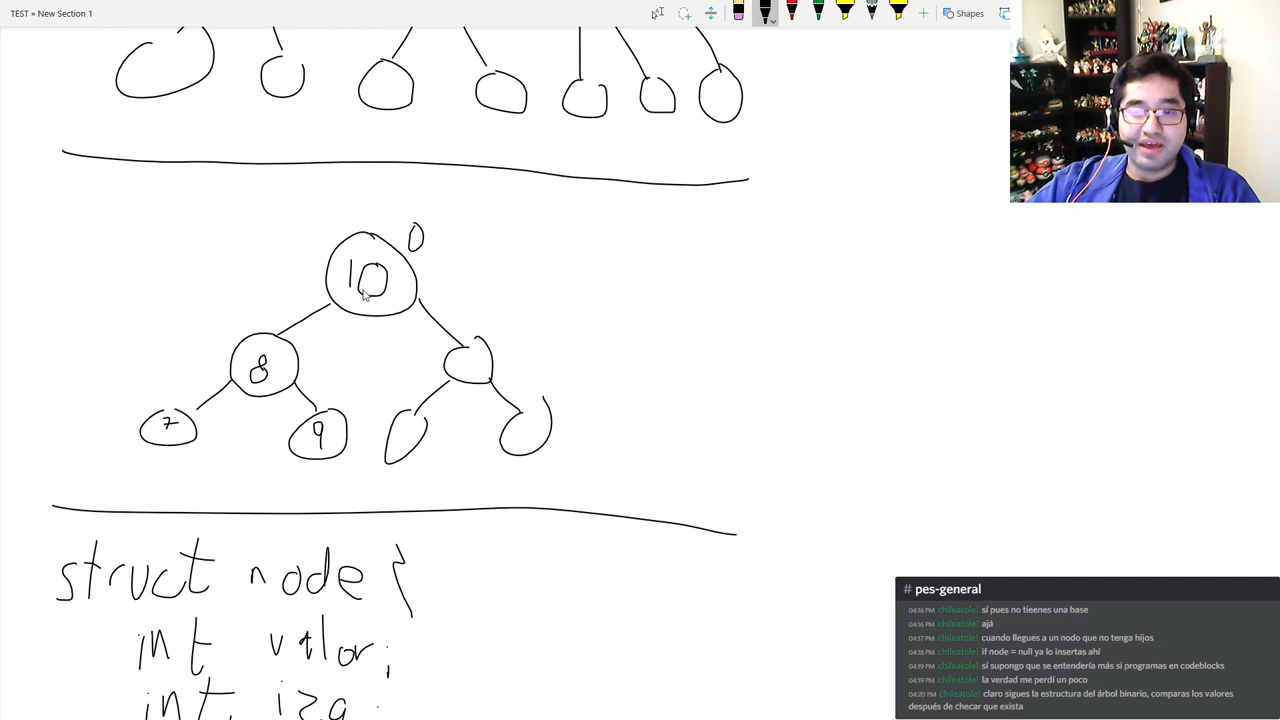 TEST » New Section 1
Shapes
0
10
8
7
9
struct node {
int valor;
int izq
# pes-general
04:16 PM chileatole! sí pues no tieenes una base
04:16 PM chileatole! ajá
04:17 PM chileatole! cuando llegues a un nodo que no tenga hijos
04:18 PM chileatole! if node = null ya lo insertas ahí
04:19 PM chileatole! sí supongo que se entendería más si programas en codeblocks
04:19 PM chileatole! la verdad me perdí un poco
04:20 PM chileatole! claro sigues la estructura del árbol binario, comparas los valores
después de checar que exista